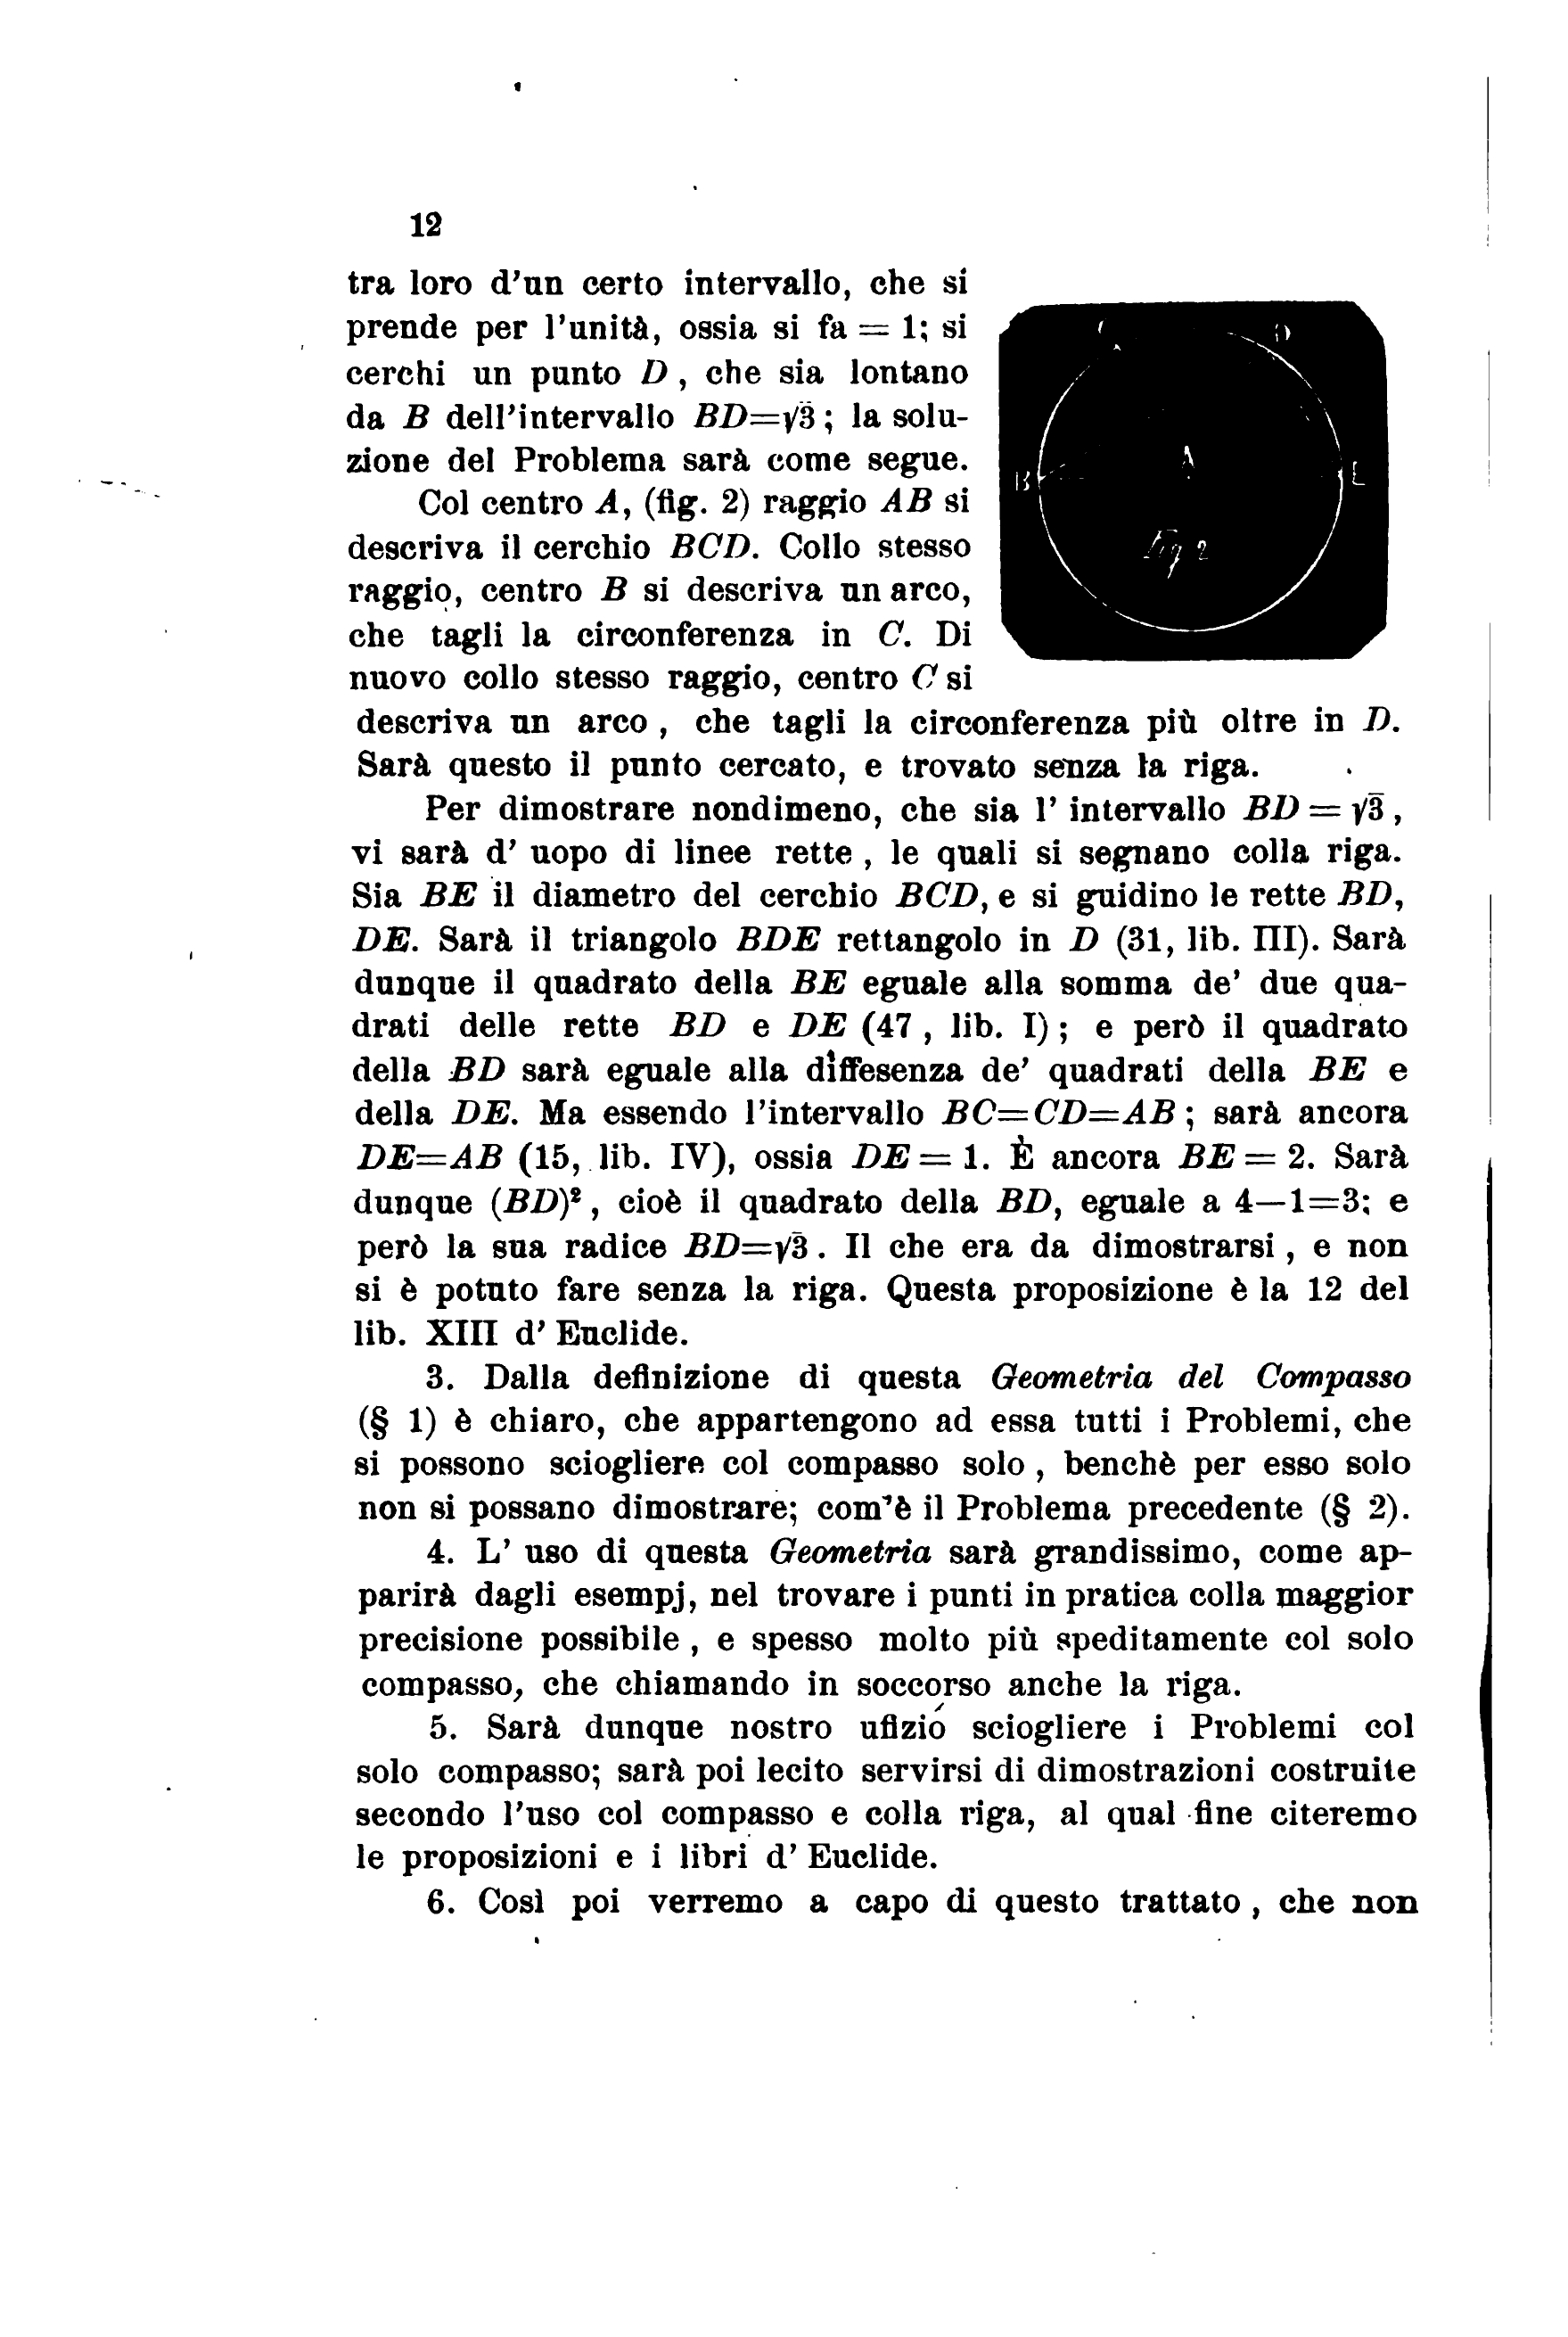 12
tra loro d'un certo intervallo, che si
prende per l'unità, ossia si fa = 1; si
cerchi un punto D, che sia lontano
da B dell'intervallo BD=√3; la solu-
zione del Problema sarà come segue.
Col centro A, (fig. 2) raggio AB si
descriva il cerchio BCD. Collo stesso
raggio, centro B si descriva un arco,
che tagli la circonferenza in C. Di
nuovo collo stesso raggio, centro C si
D
B
A
E
Fig 2
descriva un arco, che tagli la circonferenza più oltre in D.
Sarà questo il punto cercato, e trovato senza la riga.
Per dimostrare nondimeno, che sia l' intervallo BD = √3,
vi sarà d' uopo di linee rette, le quali si segnano colla riga.
Sia BE il diametro del cerchio BCD, e si guidino le rette BD,
DE. Sarà il triangolo BDE rettangolo in D (31, lib. III). Sarà
dunque il quadrato della BE eguale alla somma de' due qua-
drati delle rette BD e DE (47, lib. I); e però il quadrato
della BD sarà eguale alla diffesenza de' quadrati della BE e
della DE. Ma essendo l'intervallo BC=CD=AB; sarà ancora
DE=AB (15, lib. IV), ossia DE = 1. È ancora BE = 2. Sarà
dunque (BD)², cioè il quadrato della BD, eguale a 4—1=3; e
però la sua radice BD=√3. Il che era da dimostrarsi, e non
si è potuto fare senza la riga. Questa proposizione è la 12 del
lib. XIII d' Euclide.
3. Dalla definizione di questa Geometria del Compasso
(§ 1) è chiaro, che appartengono ad essa tutti i Problemi, che
si possono sciogliere col compasso solo, benchè per esso solo
non si possano dimostrare; com'è il Problema precedente (§ 2).
4. L' uso di questa Geometria sarà grandissimo, come ap-
parirà dagli esempj, nel trovare i punti in pratica colla maggior
precisione possibile, e spesso molto più speditamente col solo
compasso, che chiamando in soccorso anche la riga.
5. Sarà dunque nostro ufizio sciogliere i Problemi col
solo compasso; sarà poi lecito servirsi di dimostrazioni costruite
secondo l'uso col compasso e colla riga, al qual fine citeremo
le proposizioni e i libri d' Euclide.
6. Così poi verremo a capo di questo trattato, che non